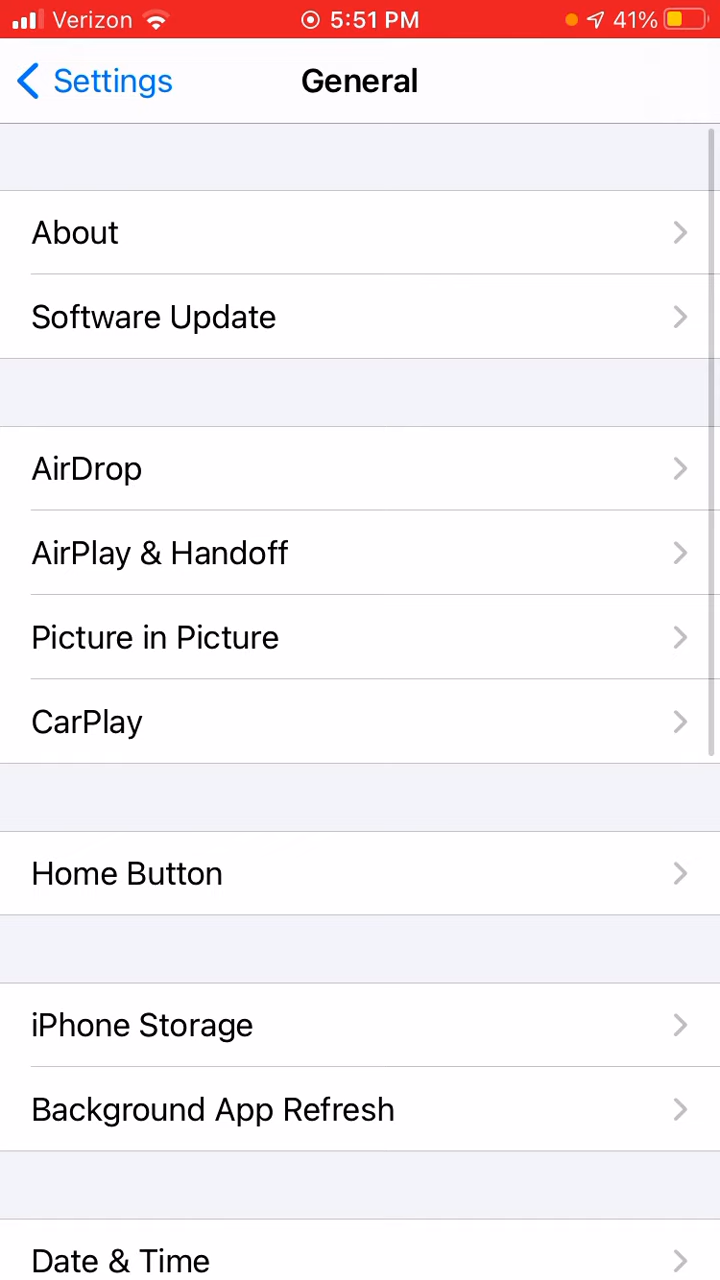 Verizon 5:51 PM 41%
Settings General
About
Software Update
AirDrop
AirPlay & Handoff
Picture in Picture
CarPlay
Home Button
iPhone Storage
Background App Refresh
Date & Time